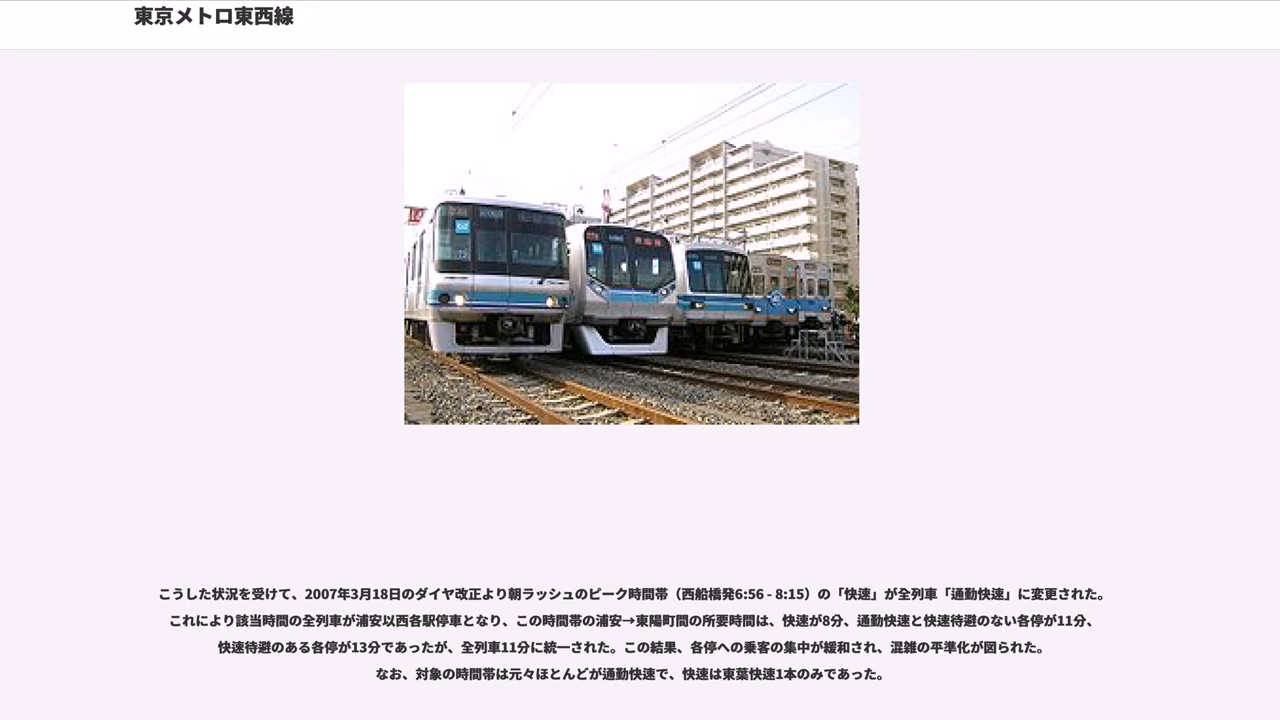 東京メトロ東西線
こうした状況を受けて、2007年3月18日のダイヤ改正より朝ラッシュのピーク時間帯（西船橋発6:56 - 8:15）の「快速」が全列車「通勤快速」に変更された。
これにより該当時間の全列車が浦安以西各駅停車となり、この時間帯の浦安→東陽町間の所要時間は、快速が8分、通勤快速と快速待避のない各停が11分、
快速待避のある各停が13分であったが、全列車11分に統一された。この結果、各停への乗客の集中が緩和され、混雑の平準化が図られた。
なお、対象の時間帯は元々ほとんどが通勤快速で、快速は東葉快速1本のみであった。